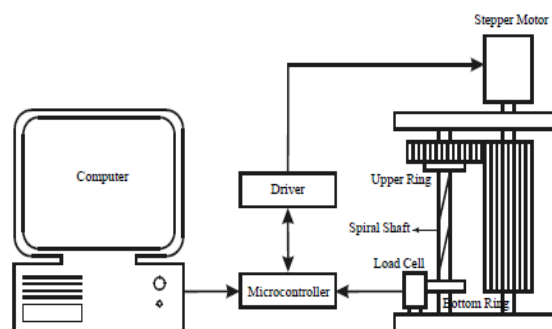 Stepper Motor
Computer
Driver
Upper Ring
Spiral Shaft
Load Cell
Microcontroller
Bottom Ring